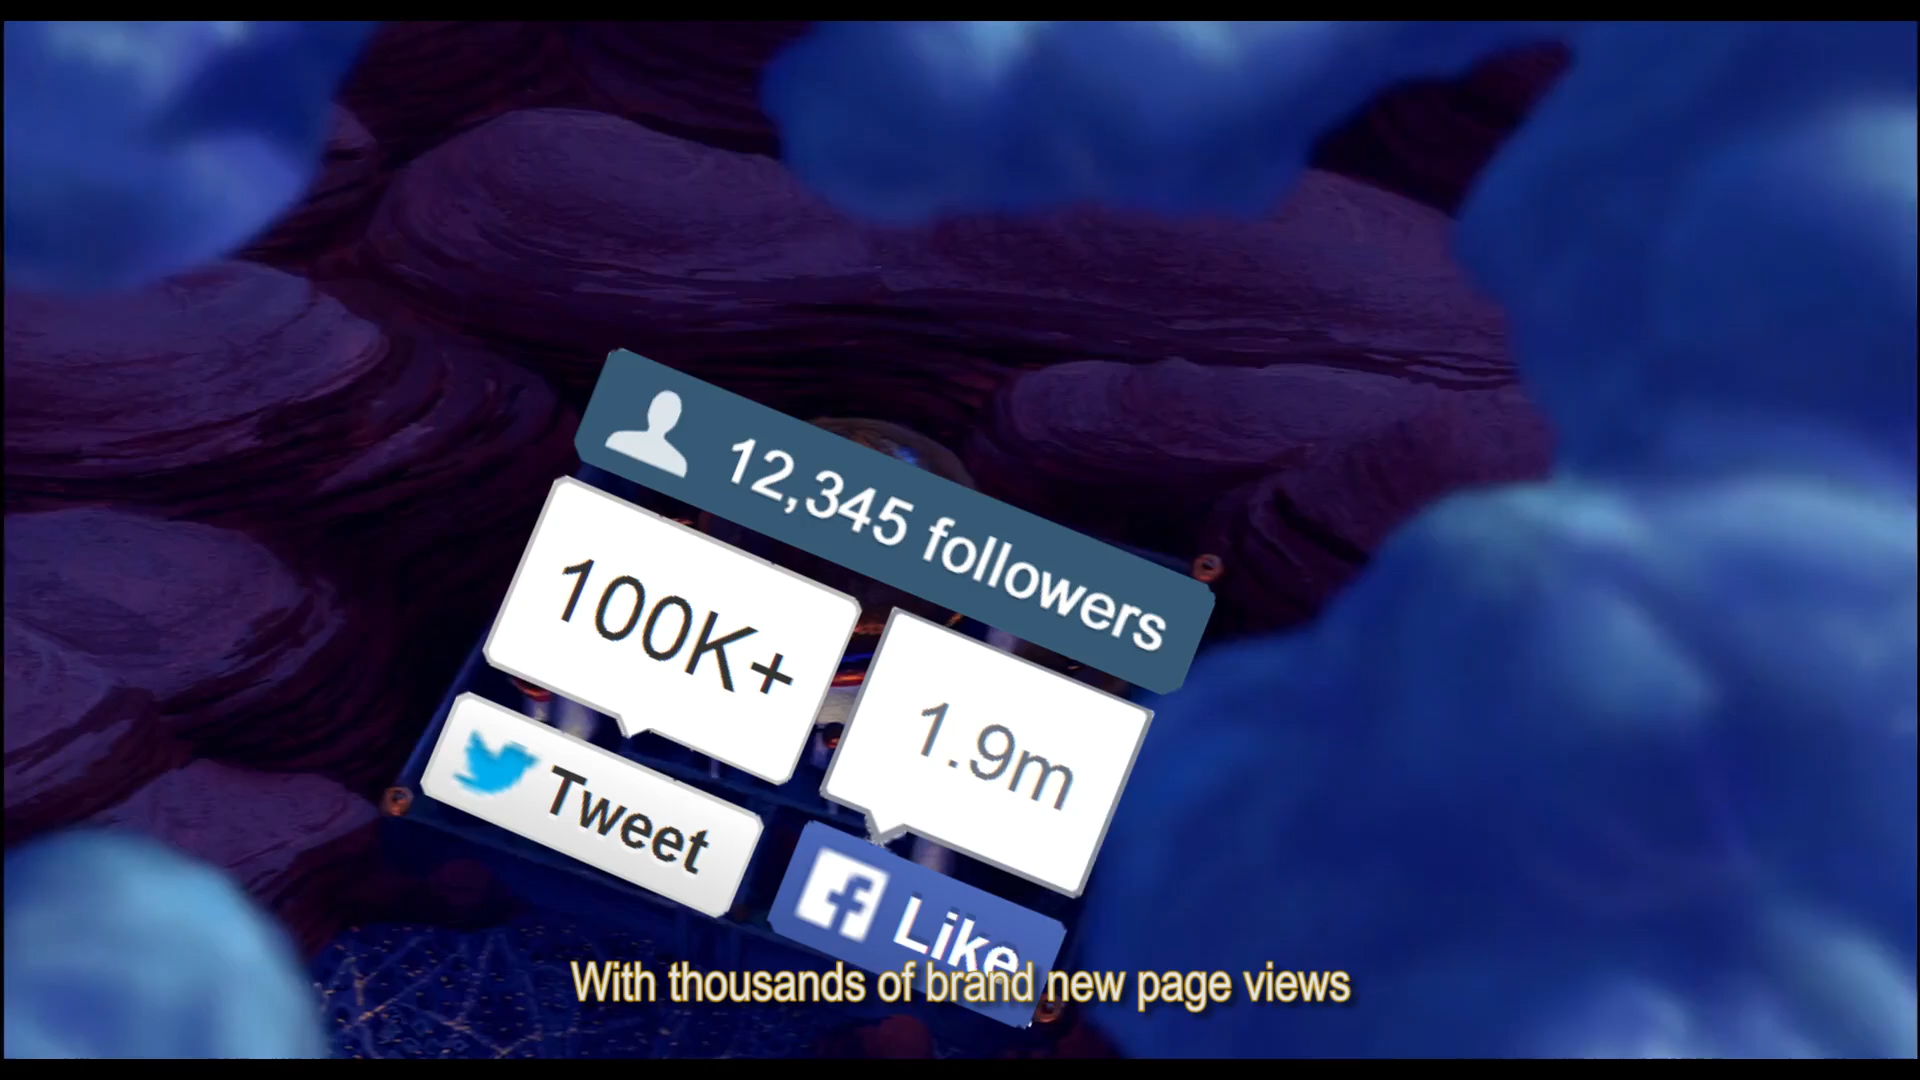 12,345 followers
100K+
1.9m
Tweet
Like
With thousands of brand new page views